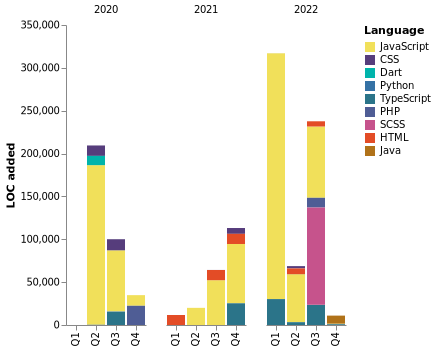 2020 2021 2022
Language
JavaScript
CSS
Dart
Python
TypeScript
PHP
SCSS
HTML
Java
LOC added
350,000
300,000
250,000
200,000
150,000
100,000
50,000
0
Q1 Q2 Q3 Q4 Q1 Q2 Q3 Q4 Q1 Q2 Q3 Q4